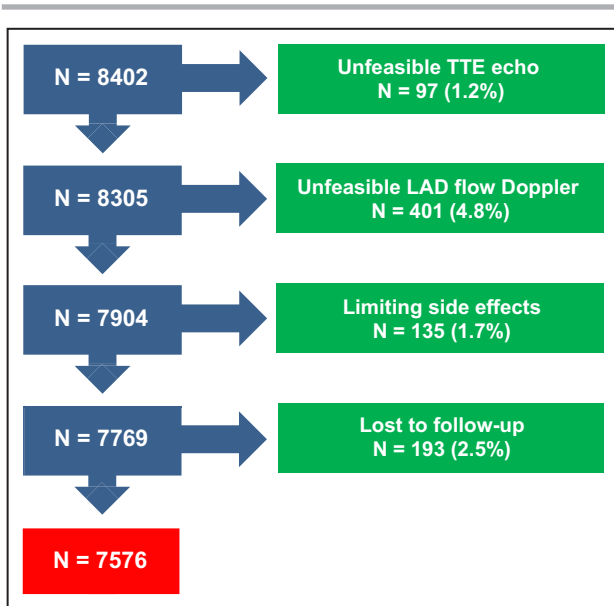 N = 8402
Unfeasible TTE echo
N = 97 (1.2%)
N = 8305
Unfeasible LAD flow Doppler
N = 401 (4.8%)
N = 7904
Limiting side effects
N = 135 (1.7%)
N = 7769
Lost to follow-up
N = 193 (2.5%)
N = 7576